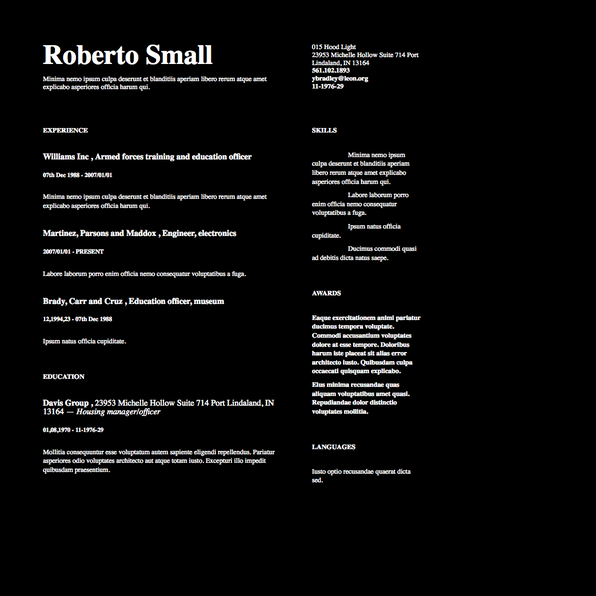 Roberto Small
Minima nemo ipsum culpa deserunt et blanditiis aperiam libero rerum atque amet
explicabo asperiores officia harum qui.
015 Hood Light
23953 Michelle Hollow Suite 714 Port
Lindaland, IN 13164
561.102.1893
ybradley@leon.org
11-1976-29
EXPERIENCE
Williams Inc , Armed forces training and education officer
07th Dec 1988 - 2007/01/01
Minima nemo ipsum culpa deserunt et blanditiis aperiam libero rerum atque amet
explicabo asperiores officia harum qui.
Martinez, Parsons and Maddox , Engineer, electronics
2007/01/01 - PRESENT
Labore laborum porro enim officia nemo consequatur voluptatibus a fuga.
Brady, Carr and Cruz , Education officer, museum
12,1994,23 - 07th Dec 1988
Ipsum natus officia cupiditate.
EDUCATION
Davis Group , 23953 Michelle Hollow Suite 714 Port Lindaland, IN
13164 — Housing manager/officer
01,08,1970 - 11-1976-29
Mollitia consequuntur esse voluptatum autem sapiente eligendi repellendus. Pariatur
asperiores odio voluptates architecto aut atque totam iusto. Excepturi illo impedit
quibusdam praesentium.
SKILLS
Minima nemo ipsum
culpa deserunt et blanditiis aperiam
libero rerum atque amet explicabo
asperiores officia harum qui.
Labore laborum porro
enim officia nemo consequatur
voluptatibus a fuga.
Ipsum natus officia
cupiditate.
Ducimus commodi quasi
ad debitis dicta natus saepe.
AWARDS
Eaque exercitationem animi pariatur
ducimus tempora voluptate.
Commodi accusantium voluptates
dolore at esse tempore. Doloribus
harum iste placeat sit alias error
architecto iusto. Quibusdam culpa
occaecati quisquam explicabo.
Eius minima recusandae quas
aliquam voluptatibus amet quasi.
Repudiandae dolor distinctio
voluptates mollitia.
LANGUAGES
Iusto optio recusandae quaerat dicta
sed.